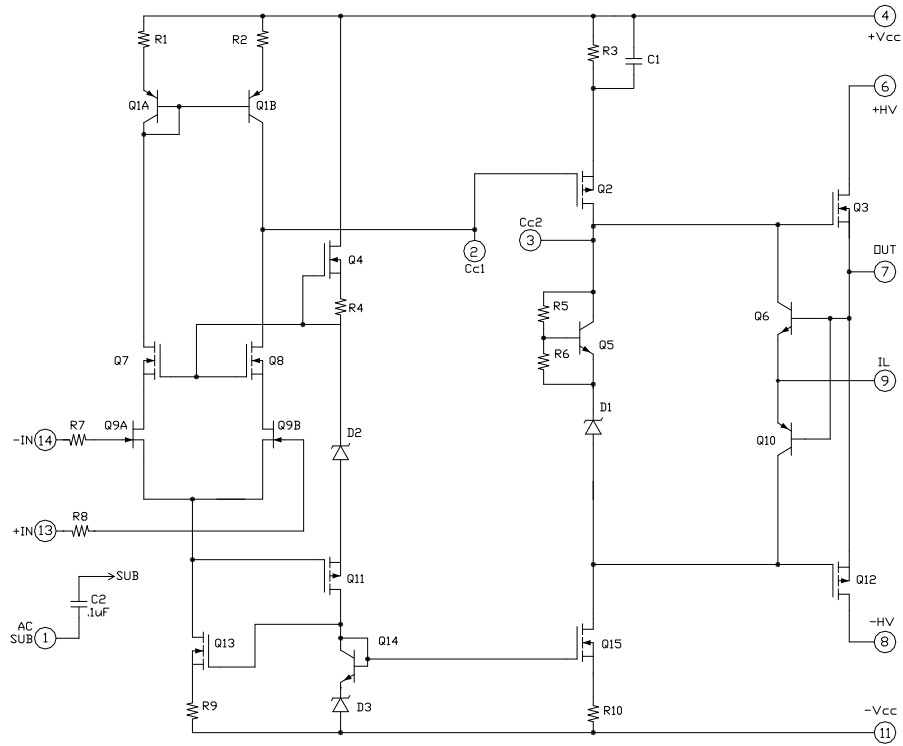 4
+Vcc
R1
R2
R3
C1
Q1A
Q1B
6
+HV
Q2
Q3
Cc2
3
2
Cc1
OUT
7
Q4
R4
R5
Q6
Q5
R6
Q7
Q8
IL
9
D1
Q9A
Q9B
-IN 14
R7
D2
Q10
+IN 13
R8
SUB
Q11
Q12
C2
.1uF
AC
SUB 1
-HV
8
Q13
Q14
Q15
R9
D3
R10
-Vcc
11